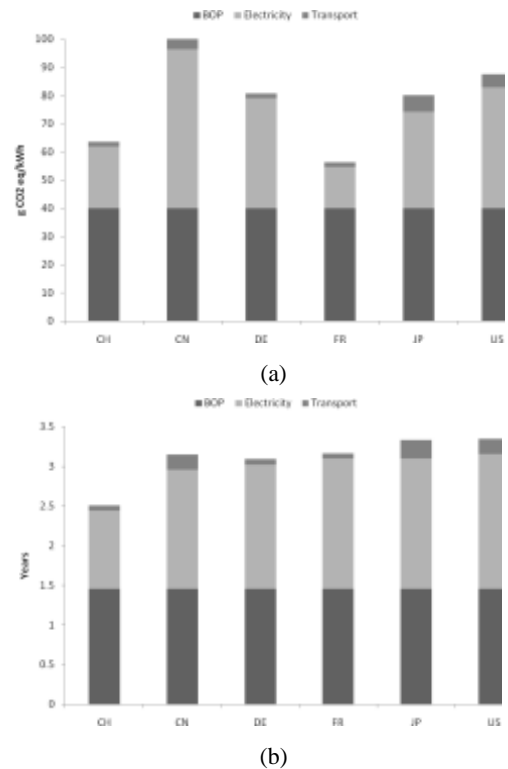 BOP Electricity Transport
100
90
80
70
60
50
40
30
20
10
0
g CO2-eq/kWh
CH CN DE FR JP US
(a)
BOP Electricity Transport
3.5
3
2.5
2
1.5
1
0.5
0
Years
CH CN DE FR JP US
(b)